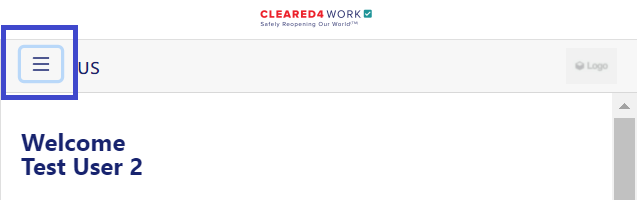 CLEARED4WORK
Safely Reopening Our World™
US
Logo
Welcome
Test User 2